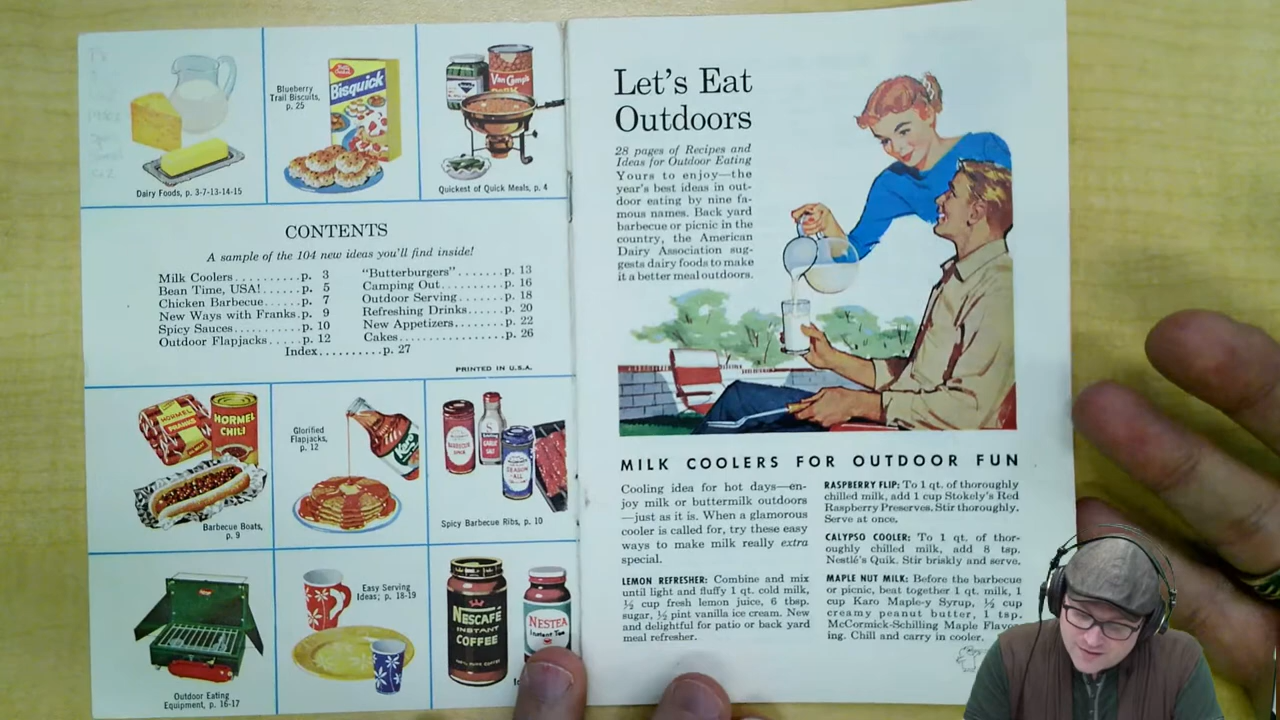 Dairy Foods, p. 3-7-13-14-15
Blueberry
Trail Biscuits,
p. 25
Bisquick
Van Camp's
Quickest of Quick Meals, p. 4
CONTENTS
A sample of the 104 new ideas you'll find inside!
Milk Coolers..........p. 3
Bean Time, USA!......p. 5
Chicken Barbecue.....p. 7
New Ways with Franks.p. 9
Spicy Sauces.........p. 10
Outdoor Flapjacks.....p. 12
"Butterburgers".......p. 13
Camping Out..........p. 16
Outdoor Serving.......p. 18
Refreshing Drinks.....p. 20
New Appetizers.......p. 22
Cakes................p. 26
Index..........p. 27
PRINTED IN U.S.A.
HORMEL
FRANKS
HORMEL
CHILI
Barbecue Boats,
p. 9
Glorified
Flapjacks,
p. 12
Karo
BARBECUE
GARLIC
SALT
SEASON
-ALL
Spicy Barbecue Ribs, p. 10
Outdoor Eating
Equipment, p. 16-17
Easy Serving
Ideas; p. 18-19
NESCAFÉ
INSTANT
COFFEE
NESTEA
Instant Tea
Let's Eat
Outdoors
28 pages of Recipes and
Ideas for Outdoor Eating
Yours to enjoy—the
year's best ideas in out-
door eating by nine fa-
mous names. Back yard
barbecue or picnic in the
country, the American
Dairy Association sug-
gests dairy foods to make
it a better meal outdoors.
MILK COOLERS FOR OUTDOOR FUN
Cooling idea for hot days—en-
joy milk or buttermilk outdoors
—just as it is. When a glamorous
cooler is called for, try these easy
ways to make milk really extra
special.
LEMON REFRESHER: Combine and mix
until light and fluffy 1 qt. cold milk,
½ cup fresh lemon juice, 6 tbsp.
sugar, ½ pint vanilla ice cream. New
and delightful for patio or back yard
meal refresher.
RASPBERRY FLIP: To 1 qt. of thoroughly
chilled milk, add 1 cup Stokely's Red
Raspberry Preserves. Stir thoroughly.
Serve at once.
CALYPSO COOLER: To 1 qt. of thor-
oughly chilled milk, add 8 tsp.
Nestlé's Quik. Stir briskly and serve.
MAPLE NUT MILK: Before the barbecue
or picnic, beat together 1 qt. milk, 1
cup Karo Maple-y Syrup, ½ cup
creamy peanut butter, 1 tsp.
McCormick-Schilling Maple Flavor-
ing. Chill and carry in cooler.